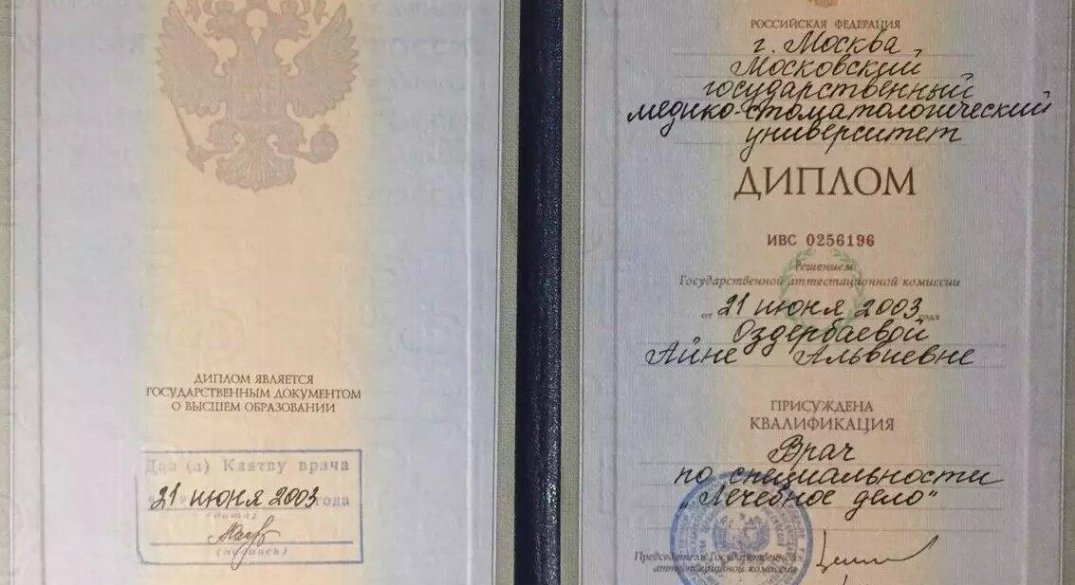 ДИПЛОМ ЯВЛЯЕТСЯ
ГОСУДАРСТВЕННЫМ ДОКУМЕНТОМ
О ВЫСШЕМ ОБРАЗОВАНИИ
Дал (а) Клятву врача
"21" июня 2003 года
(дата)
(подпись)
РОССИЙСКАЯ ФЕДЕРАЦИЯ
г. Москва
Московский
государственный
медико-стоматологический
университет
ДИПЛОМ
ИВС 0256196
Решением
Государственной аттестационной комиссии
от 21 июня 2003 года
Оздербаевой
Айне Альвиевне
ПРИСУЖДЕНА
КВАЛИФИКАЦИЯ
Врач
по специальности
"Лечебное дело"
Председатель Государственной
аттестационной комиссии